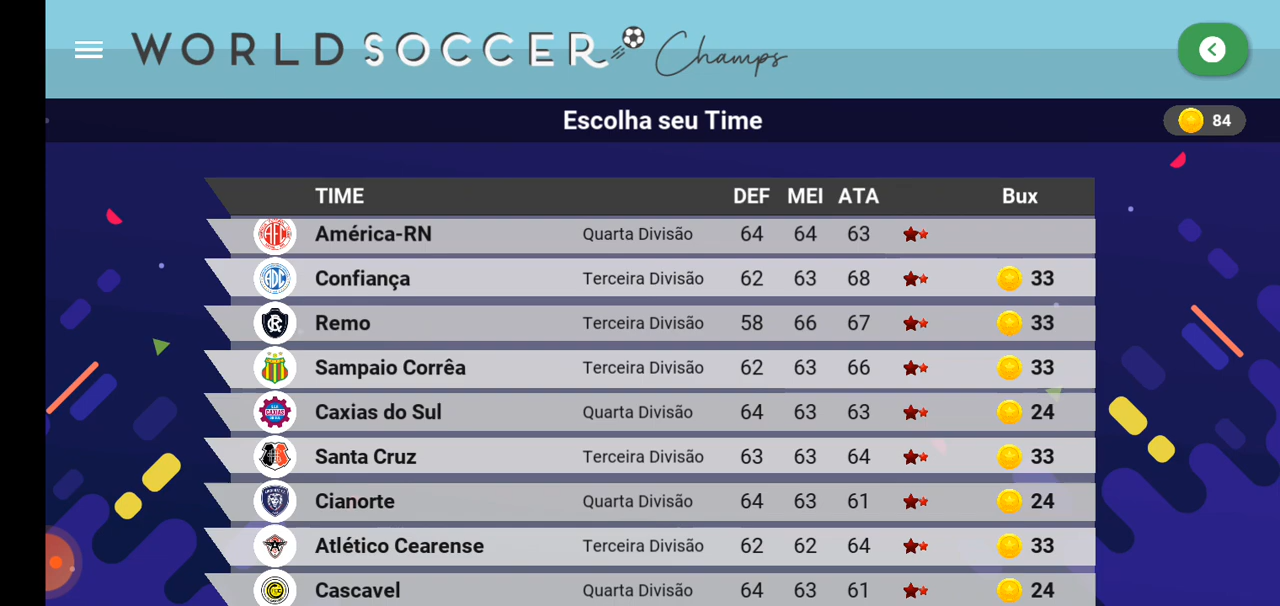 WORLD SOCCER Champs
Escolha seu Time
84
TIME DEF MEI ATA Bux
América-RN Quarta Divisão 64 64 63
Confiança Terceira Divisão 62 63 68 33
Remo Terceira Divisão 58 66 67 33
Sampaio Corrêa Terceira Divisão 62 63 66 33
Caxias do Sul Quarta Divisão 64 63 63 24
Santa Cruz Terceira Divisão 63 63 64 33
Cianorte Quarta Divisão 64 63 61 24
Atlético Cearense Terceira Divisão 62 62 64 33
Cascavel Quarta Divisão 64 63 61 24